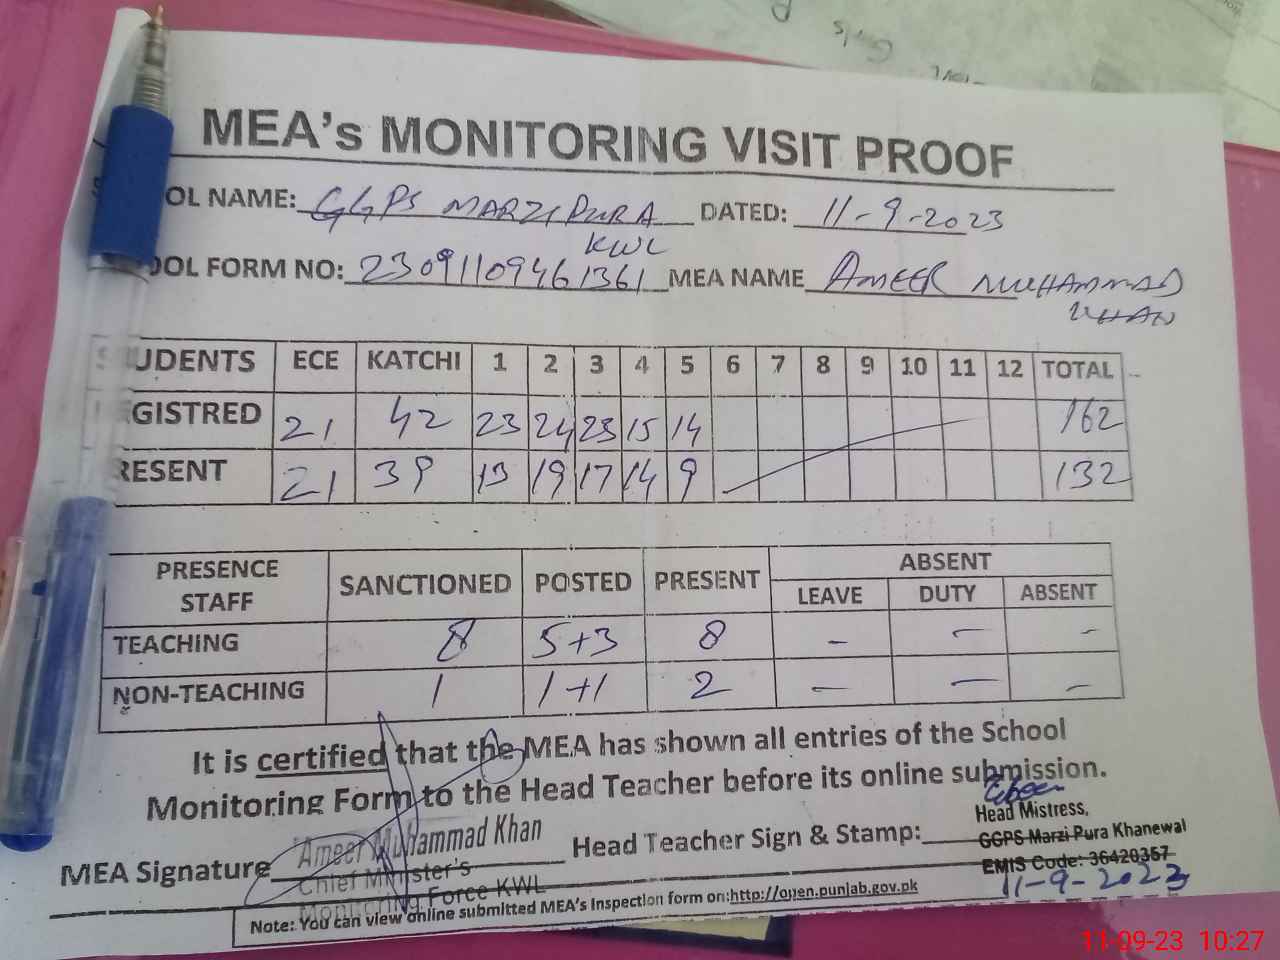 MEA's MONITORING VISIT PROOF
OL NAME: GGPS MARZI PURA KWL DATED: 11-9-2023
OOL FORM NO: 23091109461361 MEA NAME AMEER MUHAMMAD KHAN
STUDENTS ECE KATCHI 1 2 3 4 5 6 7 8 9 10 11 12 TOTAL
EGISTRED 21 42 23 24 23 15 14 162
RESENT 21 39 13 19 17 14 9 132
PRESENCE STAFF SANCTIONED POSTED PRESENT ABSENT
LEAVE DUTY ABSENT
TEACHING 8 5+3 8 - - -
NON-TEACHING 1 1+1 2 - - -
It is certified that the MEA has shown all entries of the School
Monitoring Form to the Head Teacher before its online submission.
MEA Signature Ameer Muhammad Khan
Chief Minister's
Monitoring Force KWL
Head Teacher Sign & Stamp:
Head Mistress,
GGPS Marzi Pura Khanewal
EMIS Code: 36420357
11-9-2023
Note: You can view online submitted MEA's Inspection form on:http://open.punjab.gov.pk
11-09-23 10:27